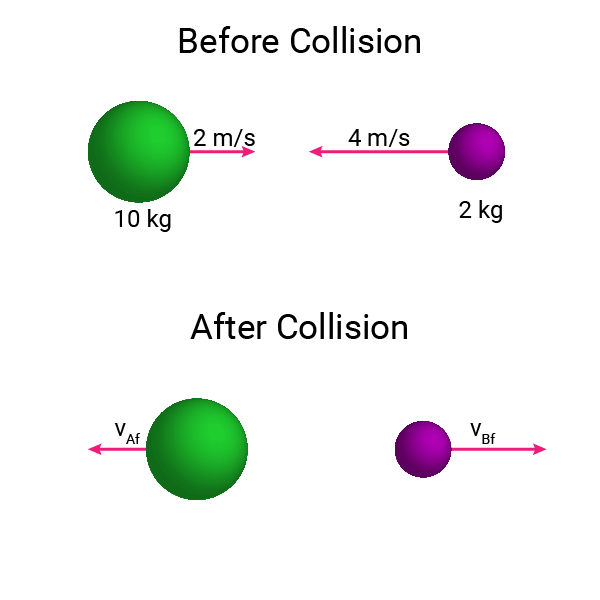 Before Collision
2 m/s
4 m/s
10 kg
2 kg
After Collision
vAf
vBf